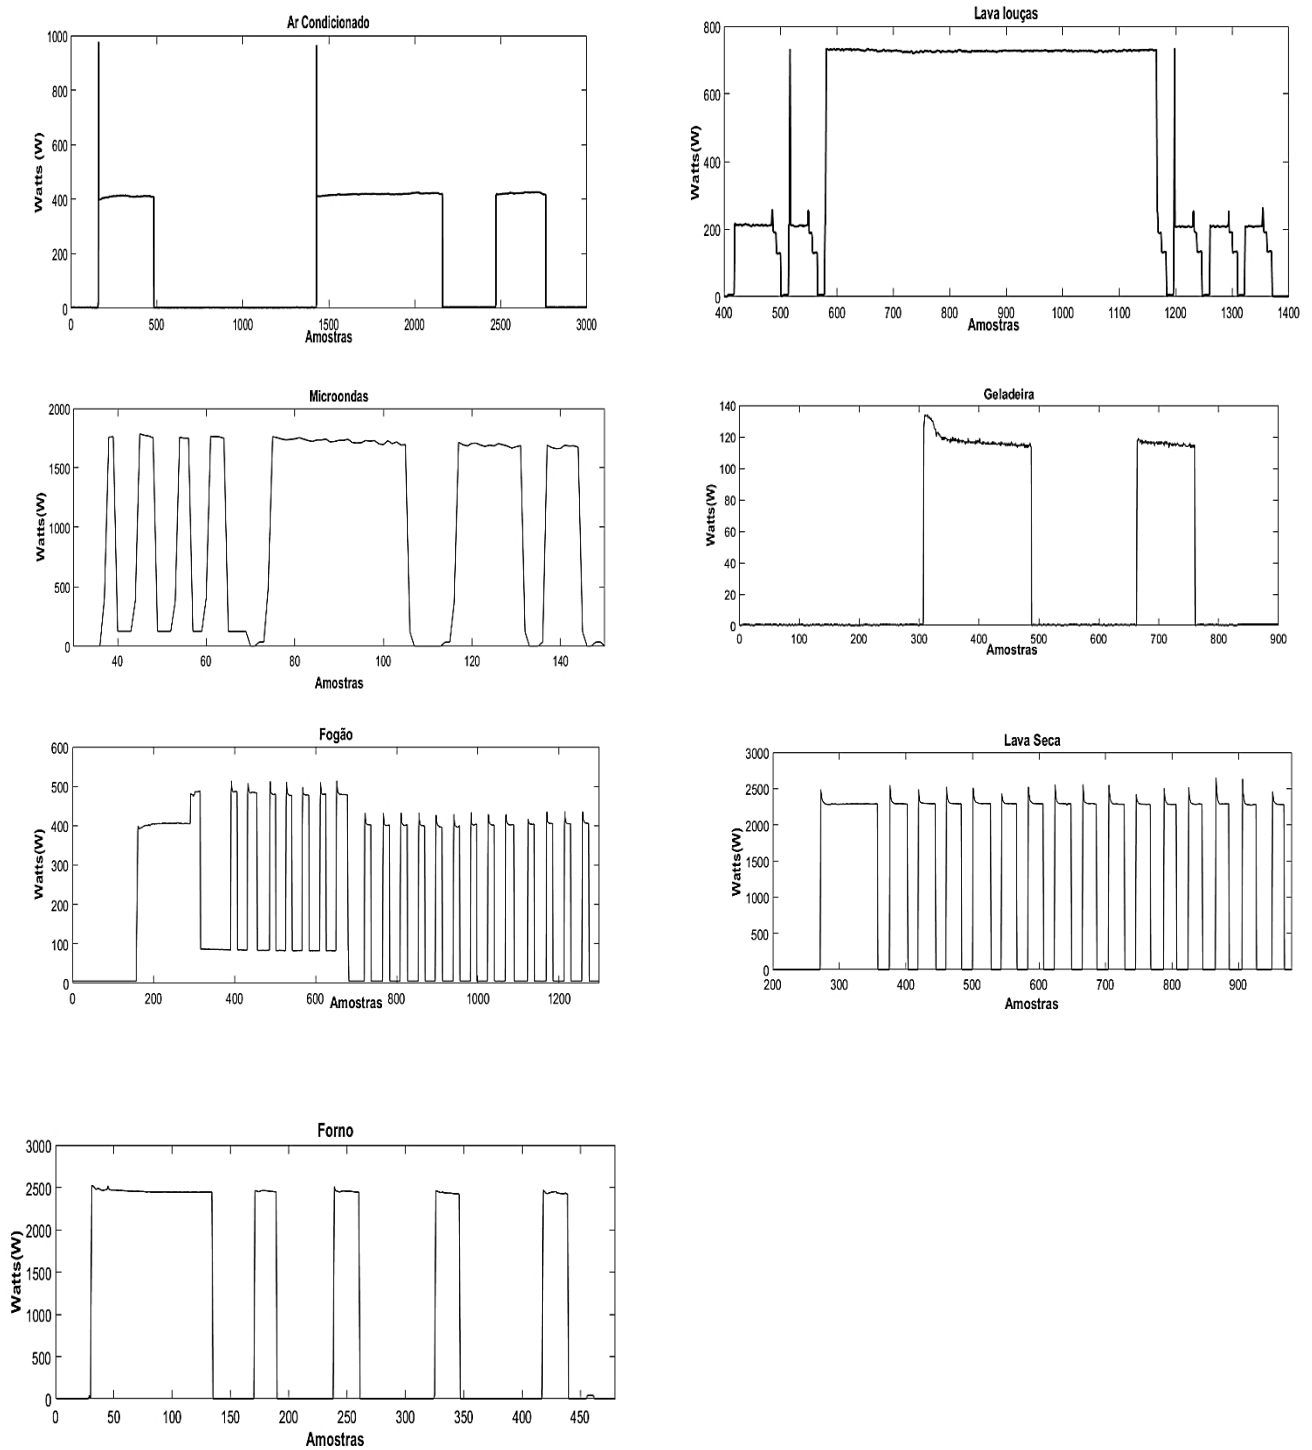 Ar Condicionado
1000
800
600
400
200
0
Watts (W)
0 500 1000 1500 2000 2500 3000
Amostras
Lava louças
800
600
400
200
0
Watts(W)
400 500 600 700 800 900 1000 1100 1200 1300 1400
Amostras
Microondas
2000
1500
1000
500
0
Watts(W)
40 60 80 100 120 140
Amostras
Geladeira
140
120
100
80
60
40
20
0
Watts(W)
0 100 200 300 400 500 600 700 800 900
Amostras
Fogão
600
500
400
300
200
100
0
Watts(W)
0 200 400 600 800 1000 1200
Amostras
Lava Seca
3000
2500
2000
1500
1000
500
0
Watts(W)
200 300 400 500 600 700 800 900
Amostras
Forno
3000
2500
2000
1500
1000
500
0
Watts(W)
0 50 100 150 200 250 300 350 400 450
Amostras